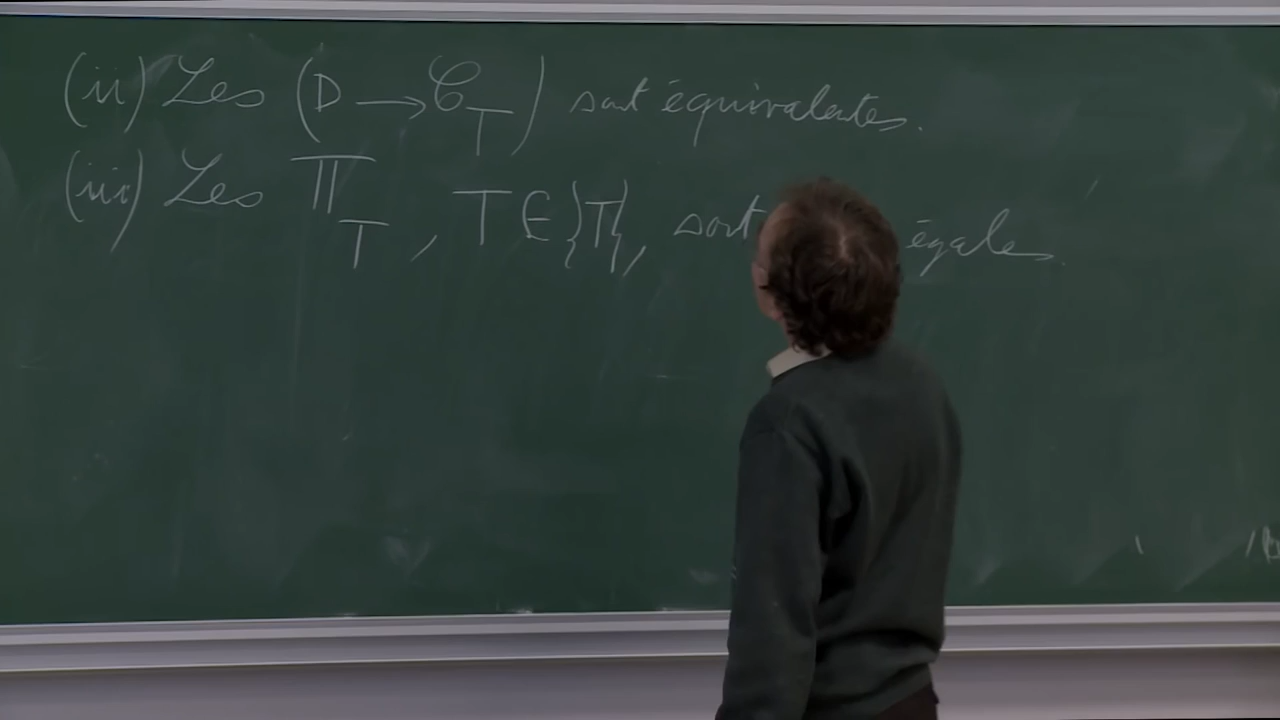 (ii) Les (D → 𝒞_T) sont équivalentes.
(iii) Les Π_T, T ∈ {𝕋}, sont égales.